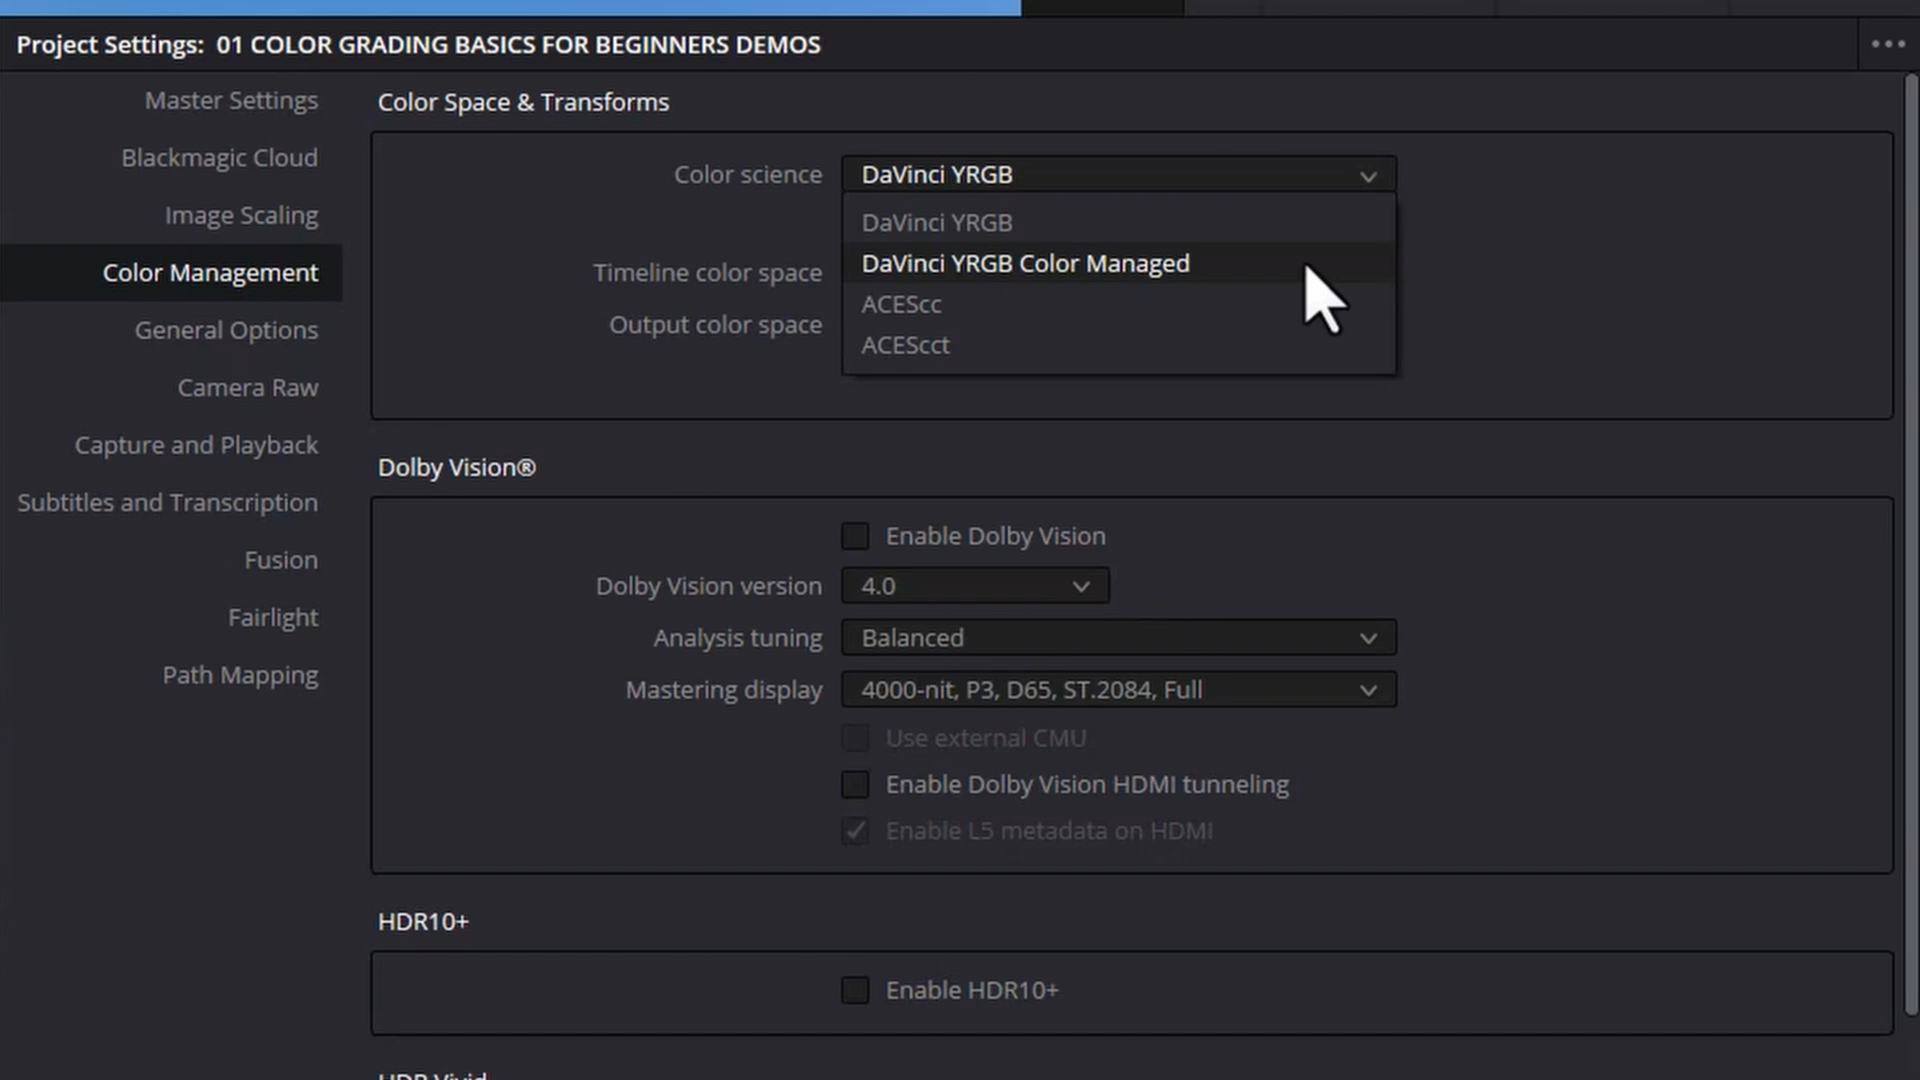 Project Settings: 01 COLOR GRADING BASICS FOR BEGINNERS DEMOS
Master Settings
Blackmagic Cloud
Image Scaling
Color Management
General Options
Camera Raw
Capture and Playback
Subtitles and Transcription
Fusion
Fairlight
Path Mapping
Color Space & Transforms
Color science DaVinci YRGB
DaVinci YRGB
DaVinci YRGB Color Managed
ACEScc
ACEScct
Timeline color space
Output color space
Dolby Vision®
Enable Dolby Vision
Dolby Vision version 4.0
Analysis tuning Balanced
Mastering display 4000-nit, P3, D65, ST.2084, Full
Use external CMU
Enable Dolby Vision HDMI tunneling
Enable L5 metadata on HDMI
HDR10+
Enable HDR10+
HDR Vivid